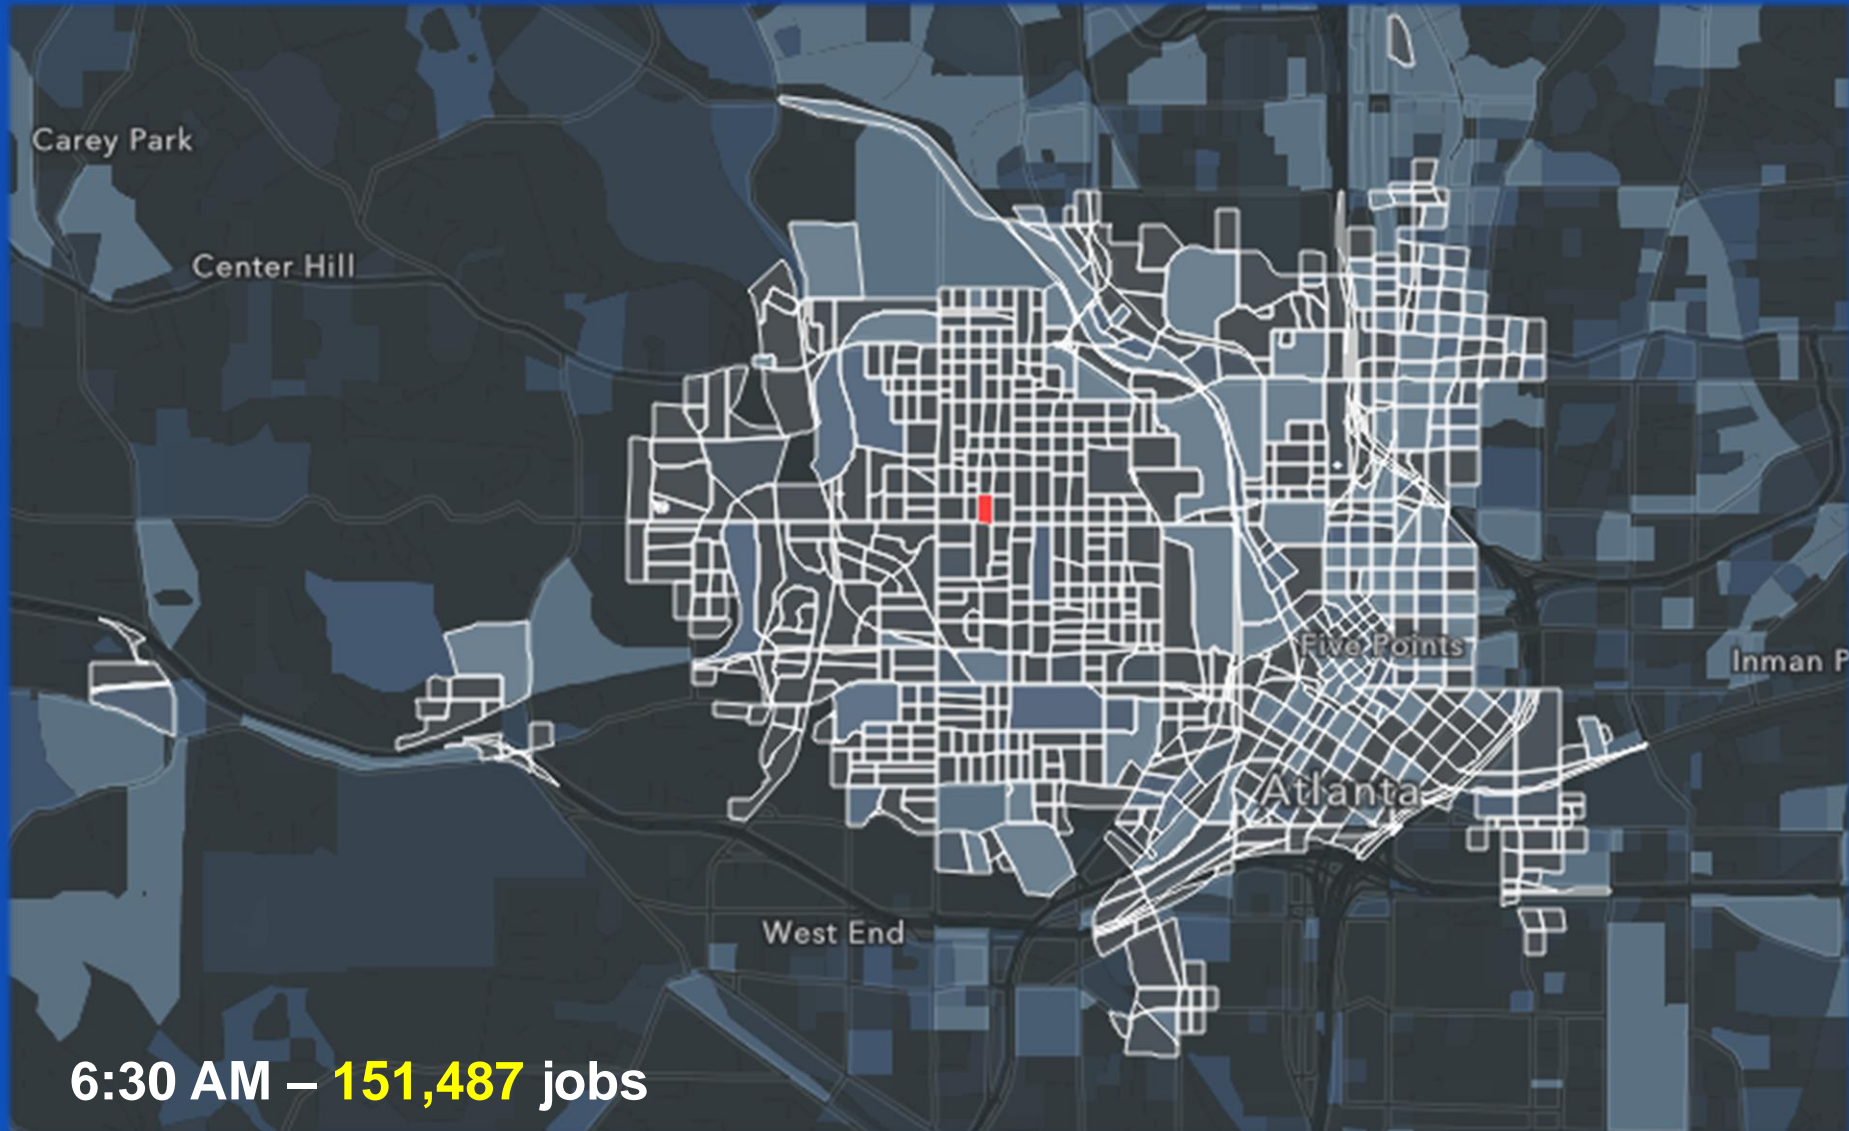 Carey Park
Center Hill
Five Points
Inman P
Atlanta
West End
6:30 AM – 151,487 jobs